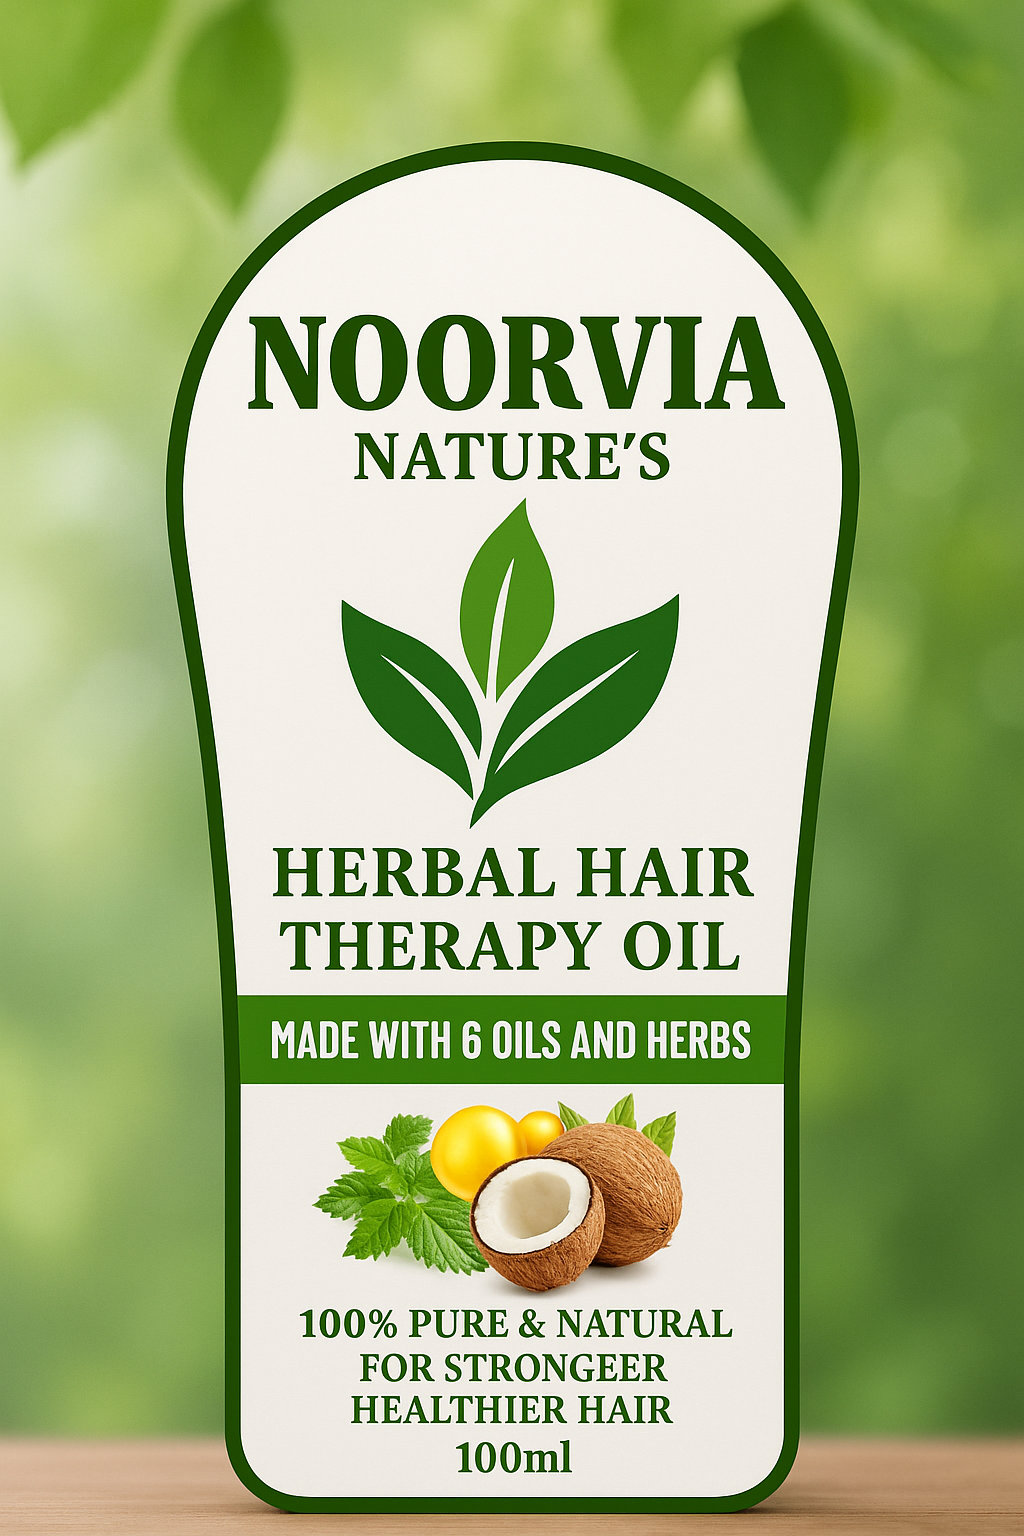 NOORVIA
NATURE'S
HERBAL HAIR
THERAPY OIL
MADE WITH 6 OILS AND HERBS
100% PURE & NATURAL
FOR STRONGEER
HEALTHIER HAIR
100ml